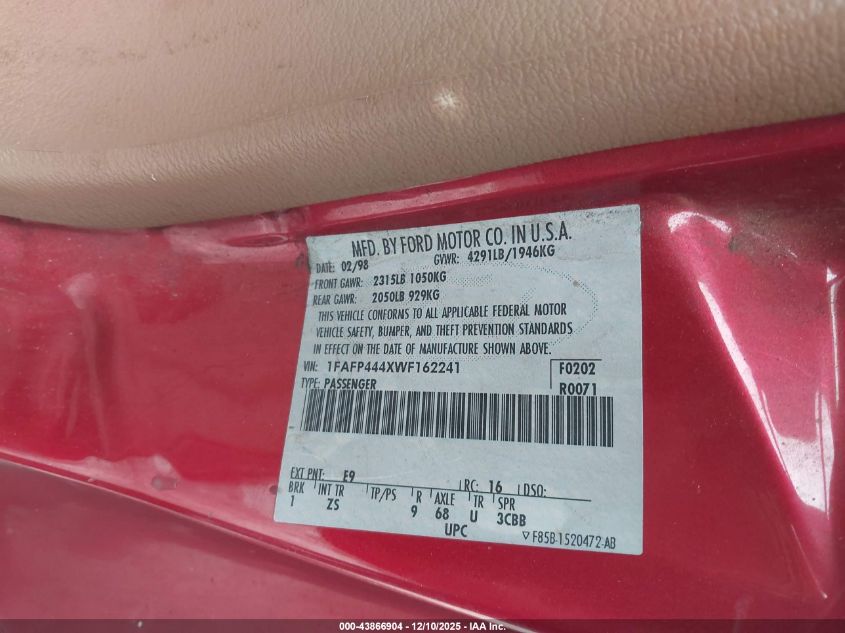 MFD. BY FORD MOTOR CO. IN U.S.A.
DATE: 02/98 GVWR: 4291LB/1946KG
FRONT GAWR: 2315LB 1050KG
REAR GAWR: 2050LB 929KG
THIS VEHICLE CONFORMS TO ALL APPLICABLE FEDERAL MOTOR
VEHICLE SAFETY, BUMPER, AND THEFT PREVENTION STANDARDS
IN EFFECT ON THE DATE OF MANUFACTURE SHOWN ABOVE.
VIN: 1FAFP444XWF162241 F0202
TYPE: PASSENGER R0071
EXT PNT: E9 RC: 16 DSO:
BRK INT TR TP/PS R AXLE TR SPR
1 ZS 9 68 U 3CBB
UPC
▽ F85B-1520472-AB
000-43866904 - 12/10/2025 - IAA Inc.